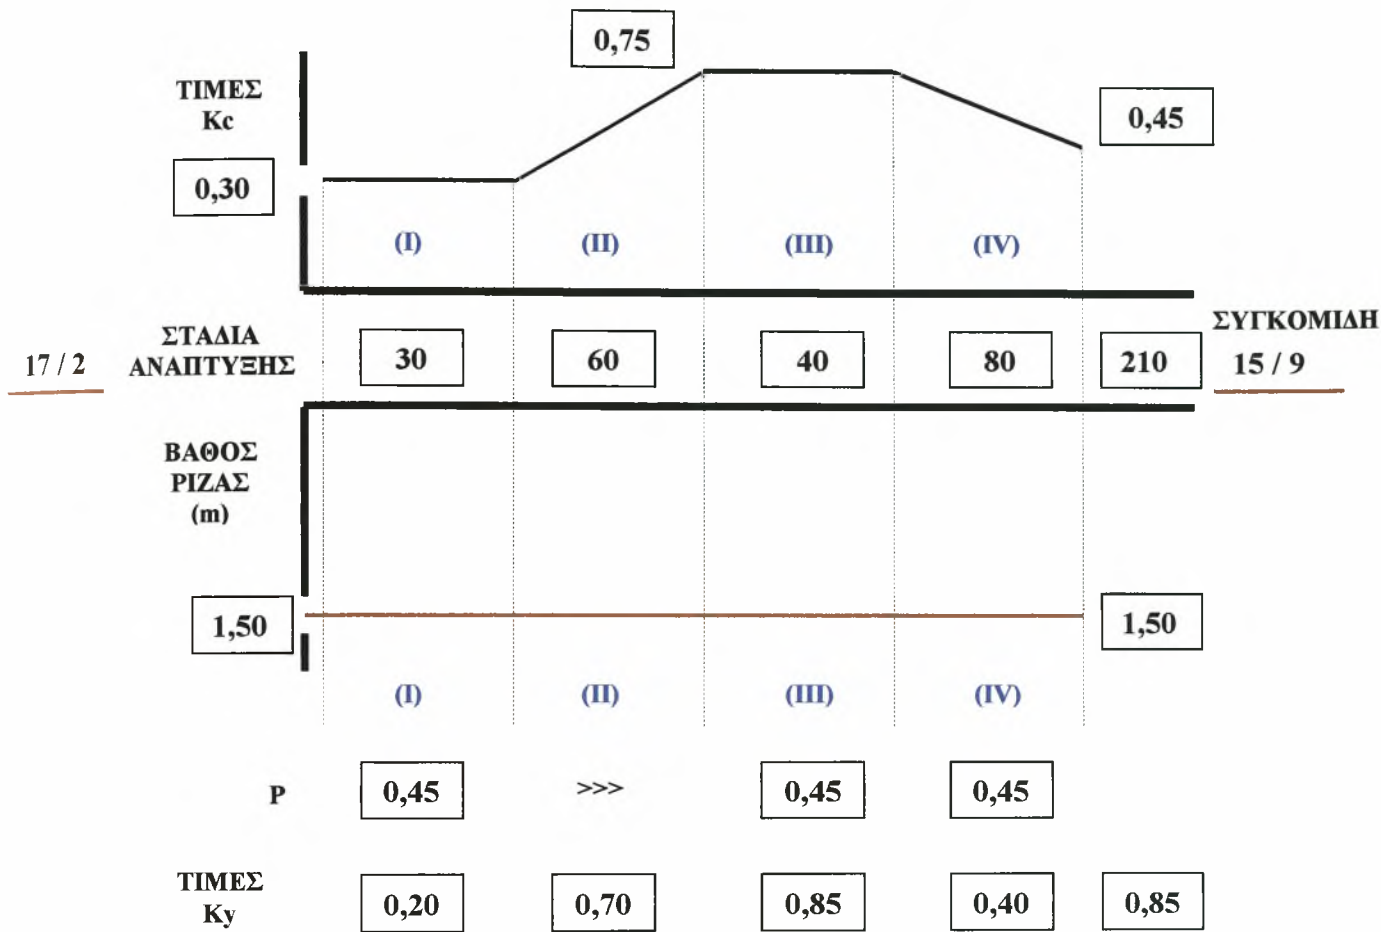 0,75
ΤΙΜΕΣ
Kc
0,45
0,30
(I) (II) (III) (IV)
ΣΤΑΔΙΑ
ΑΝΑΠΤΥΞΗΣ
17 / 2
30 60 40 80 210
ΣΥΓΚΟΜΙΔΗ
15 / 9
ΒΑΘΟΣ
ΡΙΖΑΣ
(m)
1,50 1,50
(I) (II) (III) (IV)
P 0,45 >>> 0,45 0,45
ΤΙΜΕΣ
Ky
0,20 0,70 0,85 0,40 0,85